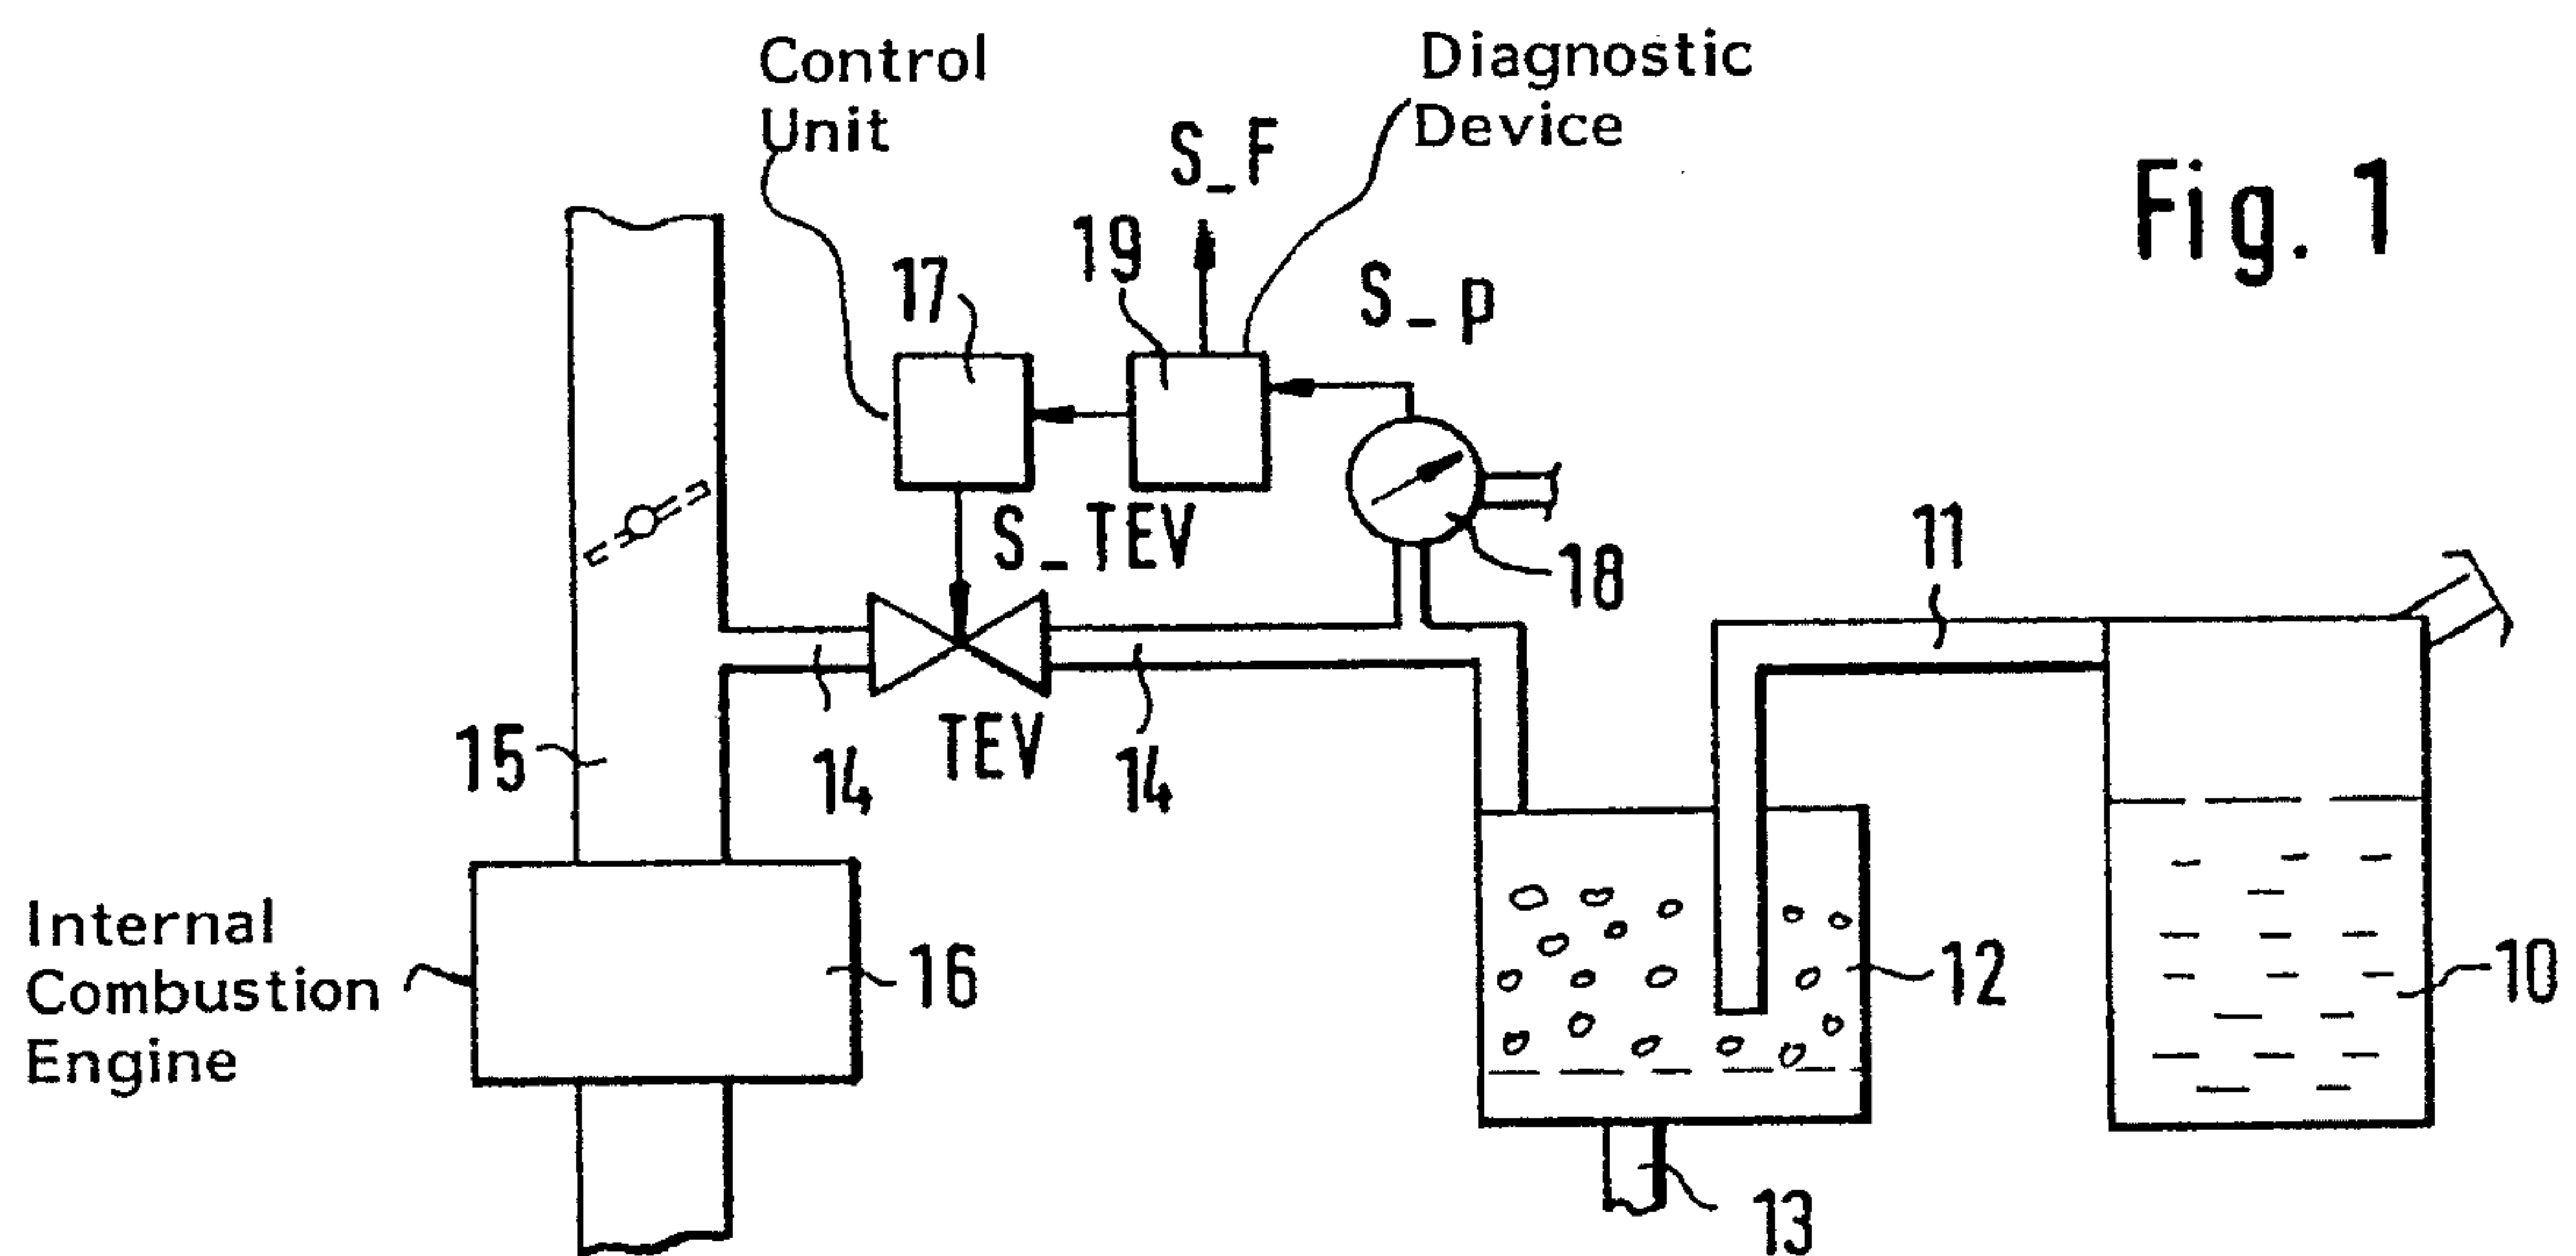 Control
Unit
Diagnostic
Device
S_F
Fig. 1
19
S_p
17
S_TEV
18
11
TEV
15
14
14
Internal
Combustion
Engine
16
12
10
13